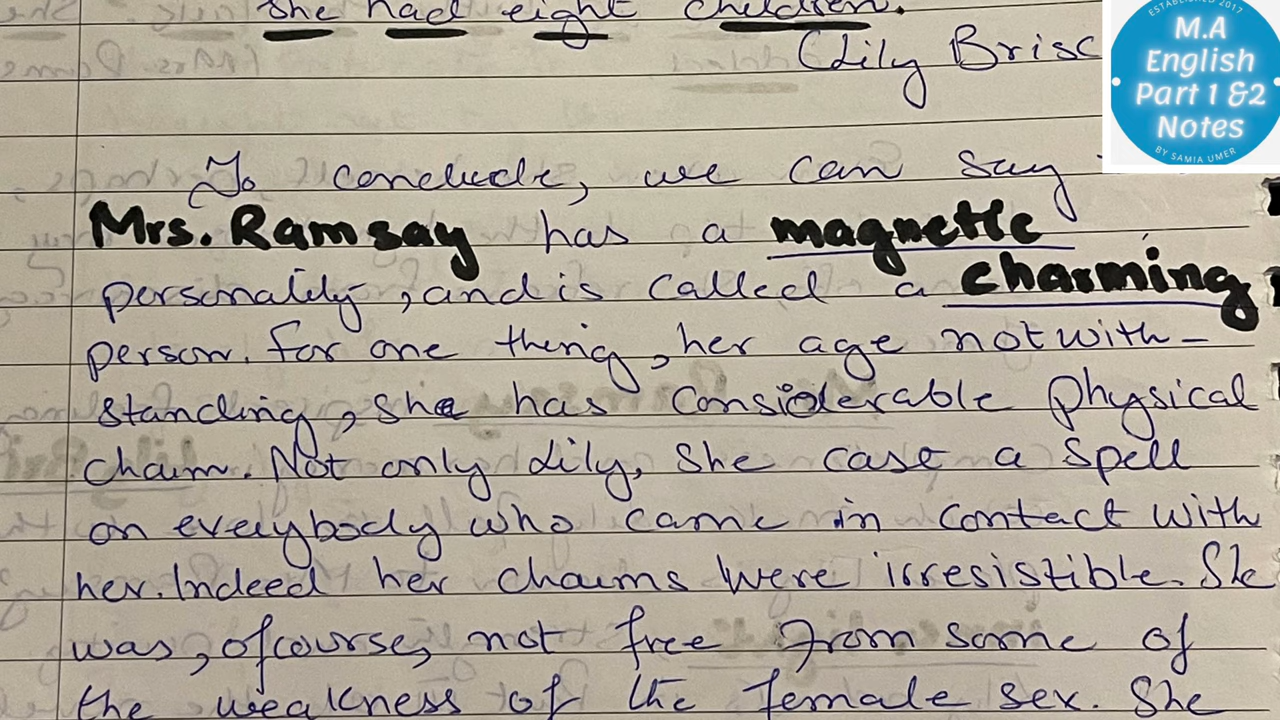 she had eight children.
(Lily Brisc
To conclude, we can say
Mrs. Ramsay has a magnetic
personality, and is called a charming
person. For one thing, her age notwith-
standing, she has considerable physical
charm. Not only Lily, she case a spell
on everybody who came in contact with
her. Indeed her charms were irresistible. She
was, ofcourse, not free from some of
the weakness of the female sex. She
ESTABLISHED 2017
M.A
English
Part 1 &2
Notes
BY SAMIA UMER